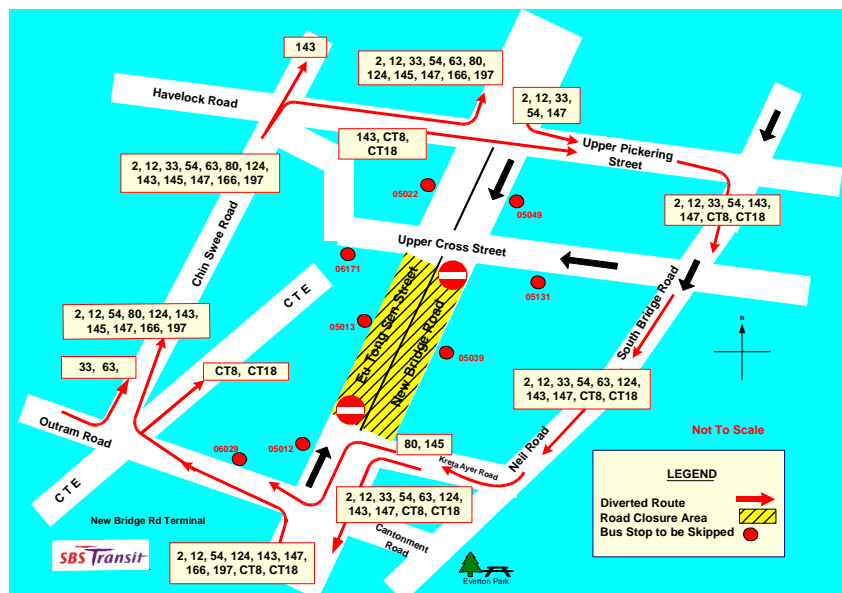 143
2, 12, 33, 54, 63, 80,
124, 145, 147, 166, 197
Havelock Road
2, 12, 33,
54, 147
143, CT8,
CT18
Upper Pickering
Street
2, 12, 33, 54, 63, 80, 124,
143, 145, 147, 166, 197
05022
05049
2, 12, 33, 54, 143,
147, CT8, CT18
Chin Swee Road
Upper Cross Street
06171
05131
CTE
05013
Eu Tong Sen Street
New Bridge Road
South Bridge Road
N
2, 12, 54, 80, 124, 143,
145, 147, 166, 197
05039
33, 63,
CT8, CT18
2, 12, 33, 54, 63, 124,
143, 147, CT8, CT18
Outram Road
06029
05012
80, 145
Kreta Ayer Road
Neil Road
Not To Scale
CTE
2, 12, 33, 54, 63, 124,
143, 147, CT8, CT18
LEGEND
Diverted Route
Road Closure Area
Bus Stop to be Skipped
New Bridge Rd Terminal
Cantonment
Road
SBS Transit
2, 12, 54, 124, 143, 147,
166, 197, CT8, CT18
Everton Park